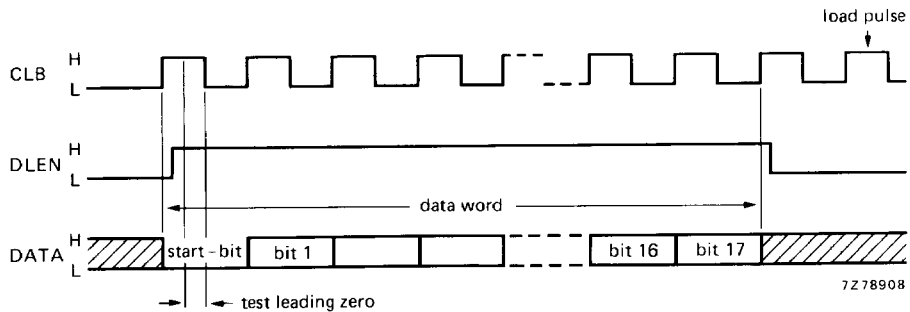 load pulse
H
CLB
L
H
DLEN
L
data word
H
DATA
L
start-bit bit 1 bit 16 bit 17
7Z78908
test leading zero